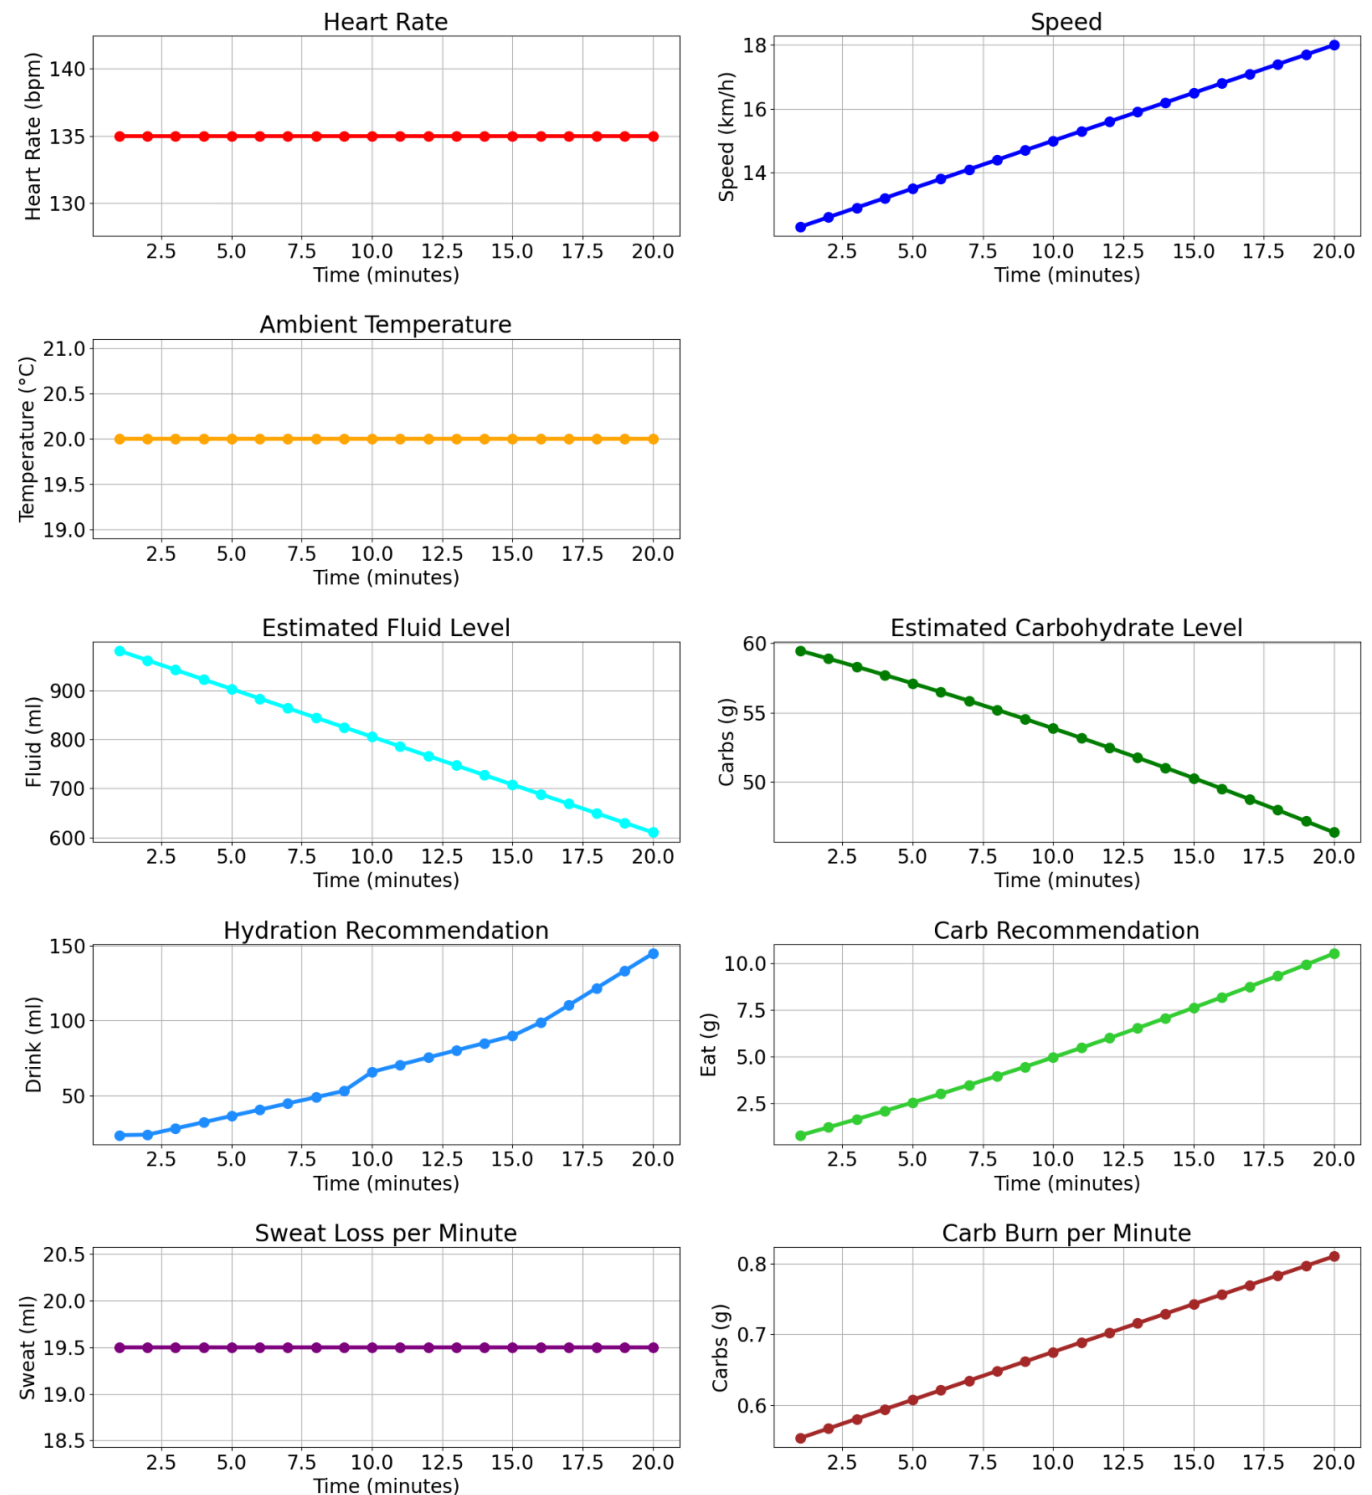 Heart Rate
Heart Rate (bpm)
140
135
130
2.5 5.0 7.5 10.0 12.5 15.0 17.5 20.0
Time (minutes)
Speed
Speed (km/h)
18
16
14
2.5 5.0 7.5 10.0 12.5 15.0 17.5 20.0
Time (minutes)
Ambient Temperature
Temperature (°C)
21.0
20.5
20.0
19.5
19.0
2.5 5.0 7.5 10.0 12.5 15.0 17.5 20.0
Time (minutes)
Estimated Fluid Level
Fluid (ml)
900
800
700
600
2.5 5.0 7.5 10.0 12.5 15.0 17.5 20.0
Time (minutes)
Estimated Carbohydrate Level
Carbs (g)
60
55
50
2.5 5.0 7.5 10.0 12.5 15.0 17.5 20.0
Time (minutes)
Hydration Recommendation
Drink (ml)
150
100
50
2.5 5.0 7.5 10.0 12.5 15.0 17.5 20.0
Time (minutes)
Carb Recommendation
Eat (g)
10.0
7.5
5.0
2.5
2.5 5.0 7.5 10.0 12.5 15.0 17.5 20.0
Time (minutes)
Sweat Loss per Minute
Sweat (ml)
20.5
20.0
19.5
19.0
18.5
2.5 5.0 7.5 10.0 12.5 15.0 17.5 20.0
Time (minutes)
Carb Burn per Minute
Carbs (g)
0.8
0.7
0.6
2.5 5.0 7.5 10.0 12.5 15.0 17.5 20.0